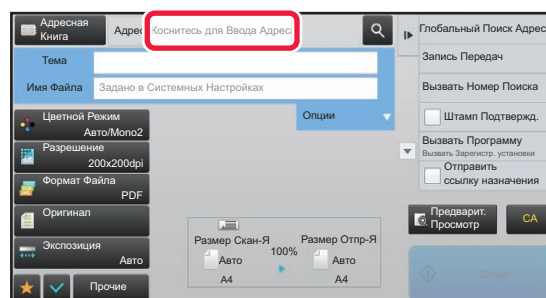 Адресная
Книга
Адрес
Коснитесь для Ввода Адреса
Глобальный Поиск Адрес
Тема
Запись Передач
Имя Файла
Задано в Системных Настройках
Вызвать Номер Поиска
Цветной Режим
Авто/Mono2
Опции
Штамп Подтвержд.
Разрешение
200x200dpi
Вызвать Программу
Вызвать Зарегистр. установки
Формат Файла
PDF
Отправить
ссылку назначения
Оригинал
Предварит.
Просмотр
CA
Экспозиция
Авто
Размер Скан-Я
100%
Размер Отпр-Я
Авто
A4
Авто
A4
Прочие
Старт